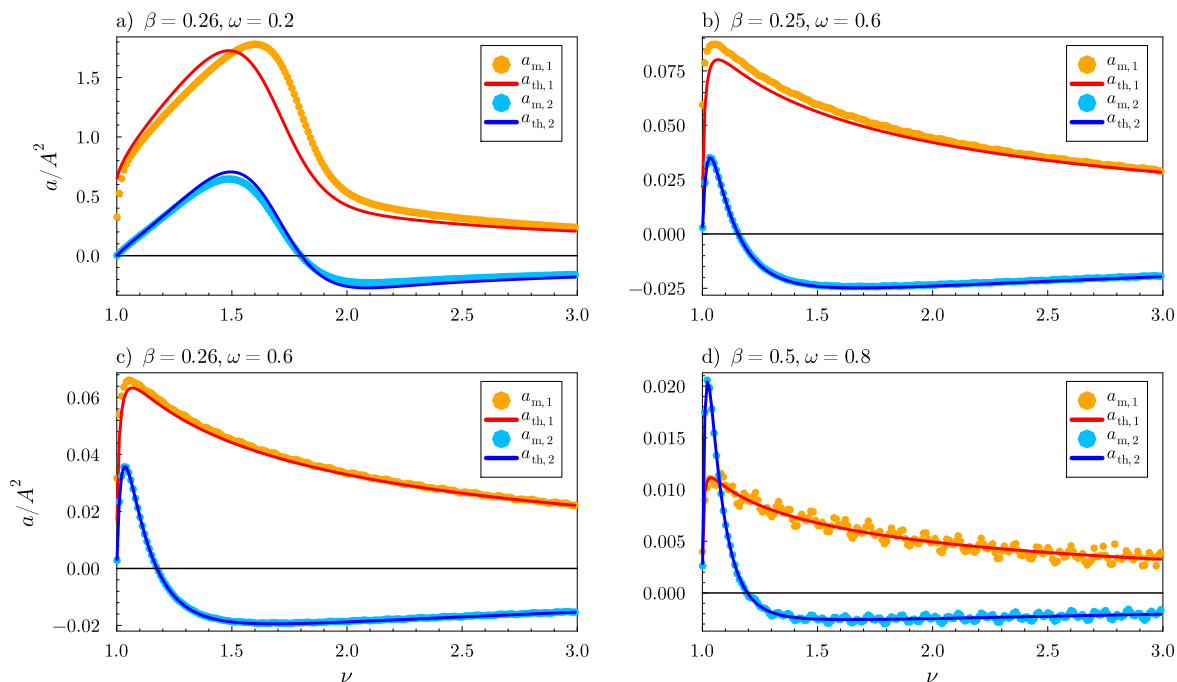 a) β = 0.26, ω = 0.2
a/A²
1.5
1.0
0.5
0.0
1.0 1.5 2.0 2.5 3.0
a_m,1
a_th,1
a_m,2
a_th,2
b) β = 0.25, ω = 0.6
0.075
0.050
0.025
0.000
−0.025
1.0 1.5 2.0 2.5 3.0
a_m,1
a_th,1
a_m,2
a_th,2
c) β = 0.26, ω = 0.6
a/A²
0.06
0.04
0.02
0.00
−0.02
1.0 1.5 2.0 2.5 3.0
ν
a_m,1
a_th,1
a_m,2
a_th,2
d) β = 0.5, ω = 0.8
0.020
0.015
0.010
0.005
0.000
1.0 1.5 2.0 2.5 3.0
ν
a_m,1
a_th,1
a_m,2
a_th,2